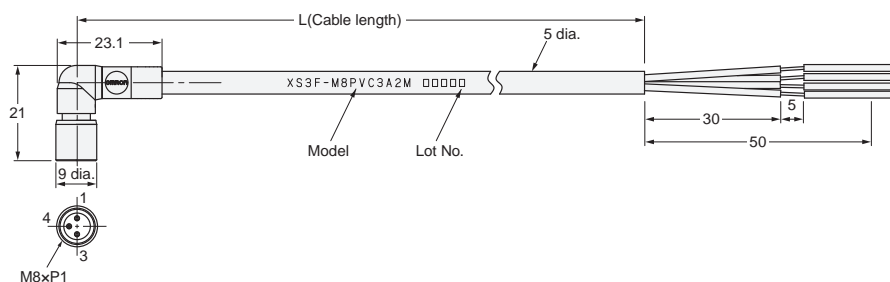 L(Cable length)
23.1
5 dia.
OMRON
XS3F-M8PVC3A2M □□□□□
21
5
30
Model
Lot No.
50
9 dia.
1
4
3
M8×P1